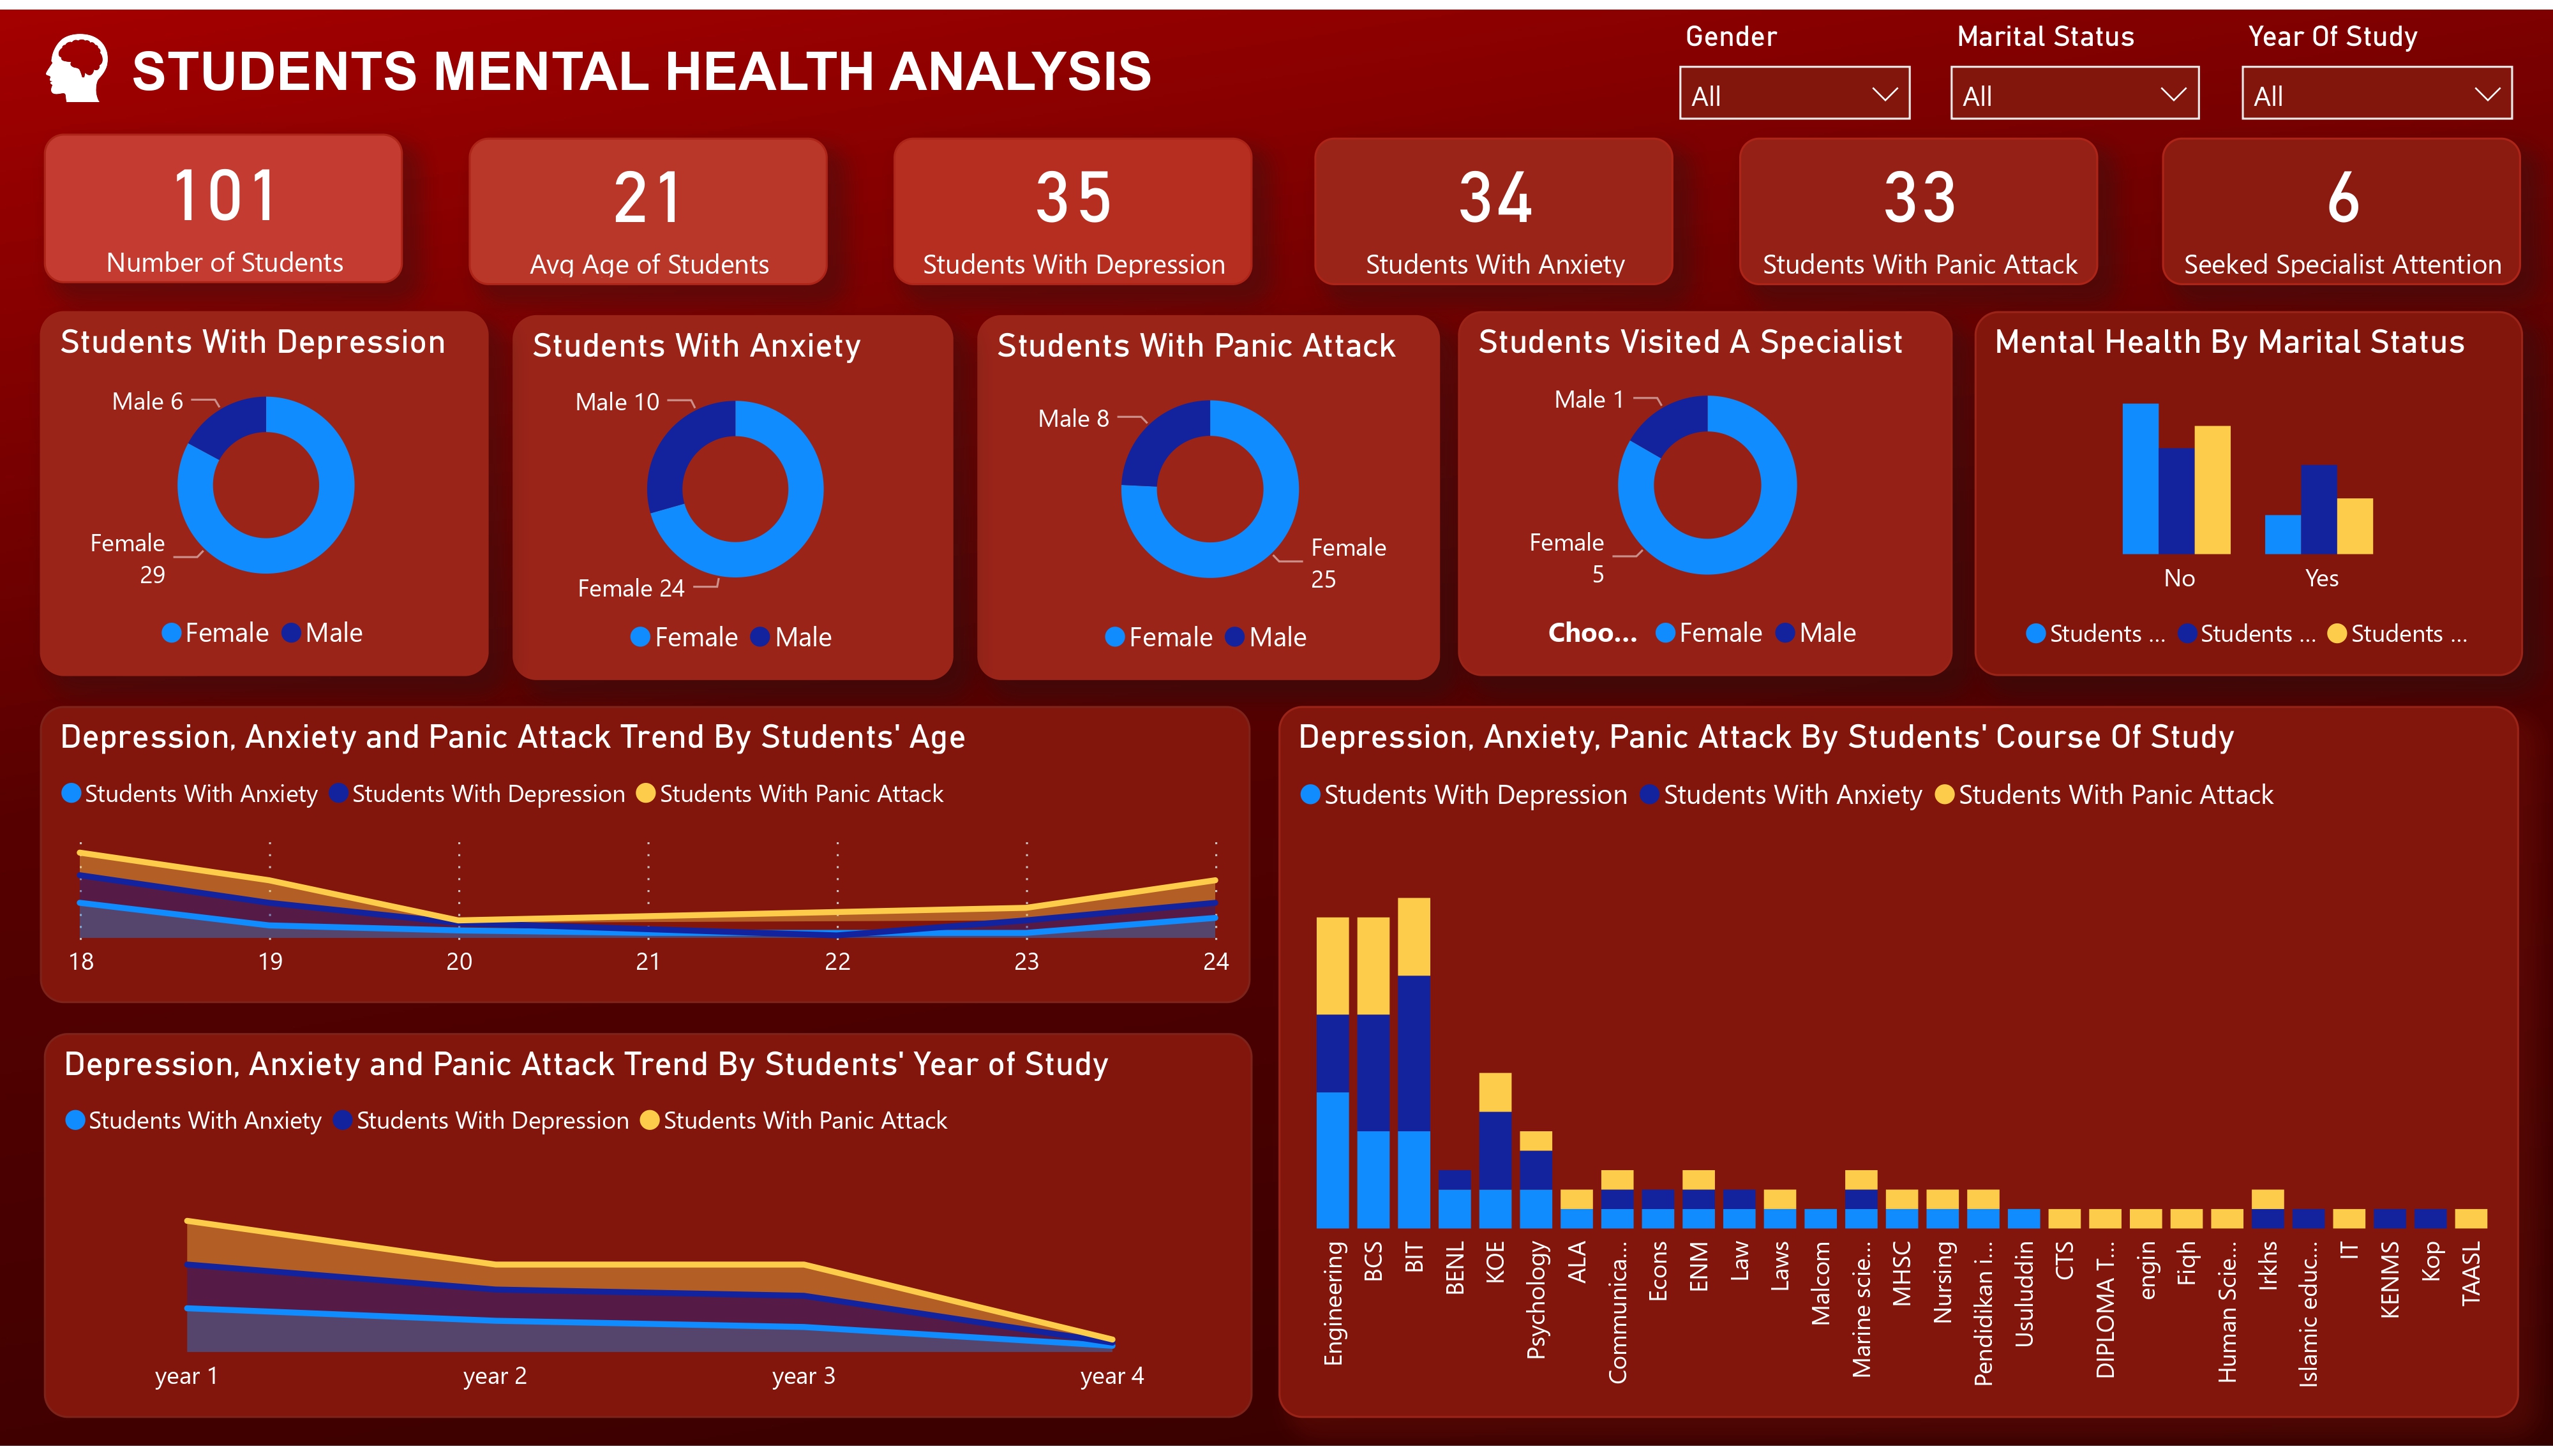 STUDENTS MENTAL HEALTH ANALYSIS
Gender
Marital Status
Year Of Study
All
All
All
101
Number of Students
21
Avg Age of Students
35
Students With Depression
34
Students With Anxiety
33
Students With Panic Attack
6
Seeked Specialist Attention
Students With Depression
Male 6
Female
29
Female Male
Students With Anxiety
Male 10
Female 24
Female Male
Students With Panic Attack
Male 8
Female
25
Female Male
Students Visited A Specialist
Male 1
Female
5
Choo... Female Male
Mental Health By Marital Status
No
Yes
Students ... Students ... Students ...
Depression, Anxiety and Panic Attack Trend By Students' Age
Students With Anxiety Students With Depression Students With Panic Attack
18 19 20 21 22 23 24
Depression, Anxiety and Panic Attack Trend By Students' Year of Study
Students With Anxiety Students With Depression Students With Panic Attack
year 1 year 2 year 3 year 4
Depression, Anxiety, Panic Attack By Students' Course Of Study
Students With Depression Students With Anxiety Students With Panic Attack
Engineering
BCS
BIT
BENL
KOE
Psychology
ALA
Communica...
Econs
ENM
Law
Laws
Malcom
Marine scie...
MHSC
Nursing
Pendidikan i...
Usuluddin
CTS
DIPLOMA T...
engin
Fiqh
Human Scie...
Irkhs
Islamic educ...
IT
KENMS
Kop
TAASL